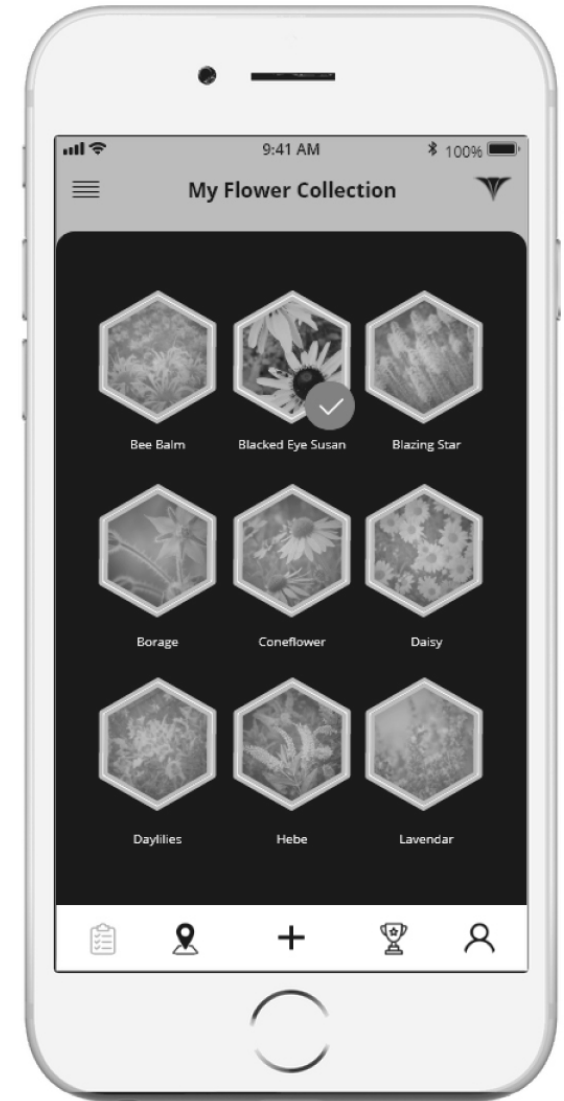 9:41 AM
100%
My Flower Collection
Bee Balm
Blacked Eye Susan
Blazing Star
Borage
Coneflower
Daisy
Daylilies
Hebe
Lavendar